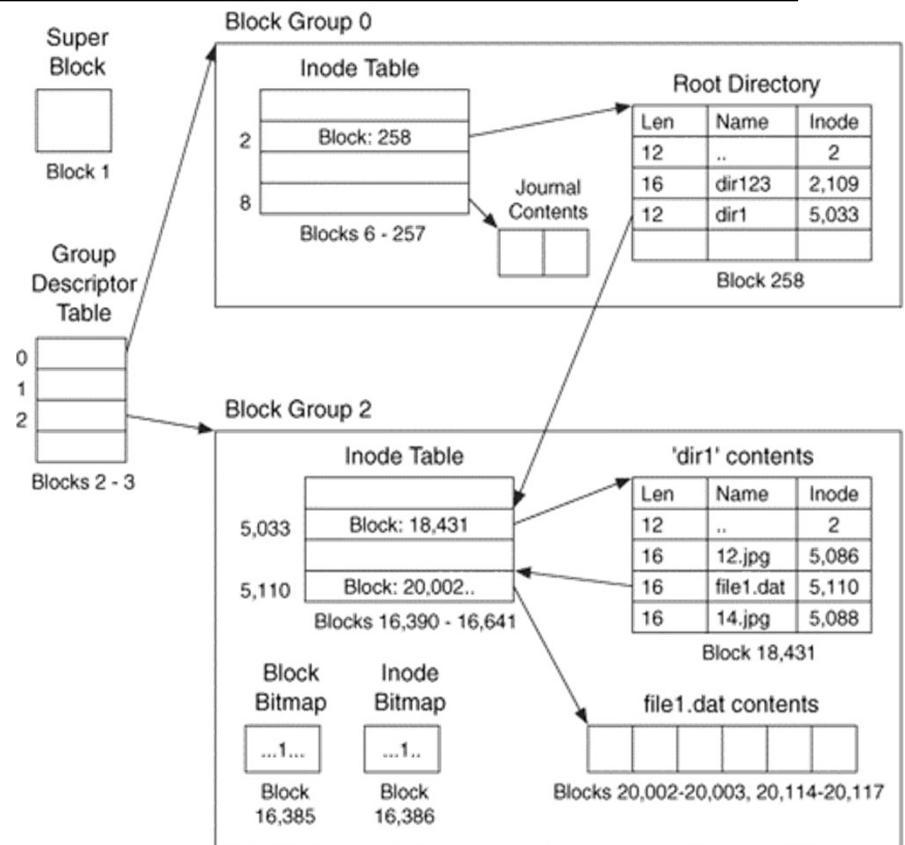 Super
Block
Block 1
Group
Descriptor
Table
0
1
2
Blocks 2 - 3
Block Group 0
Inode Table
2
Block: 258
8
Blocks 6 - 257
Journal
Contents
Root Directory
Len Name Inode
12 .. 2
16 dir123 2,109
12 dir1 5,033
Block 258
Block Group 2
Inode Table
5,033
Block: 18,431
5,110
Block: 20,002..
Blocks 16,390 - 16,641
'dir1' contents
Len Name Inode
12 .. 2
16 12.jpg 5,086
16 file1.dat 5,110
16 14.jpg 5,088
Block 18,431
Block
Bitmap
...1...
Block
16,385
Inode
Bitmap
...1..
Block
16,386
file1.dat contents
Blocks 20,002-20,003, 20,114-20,117